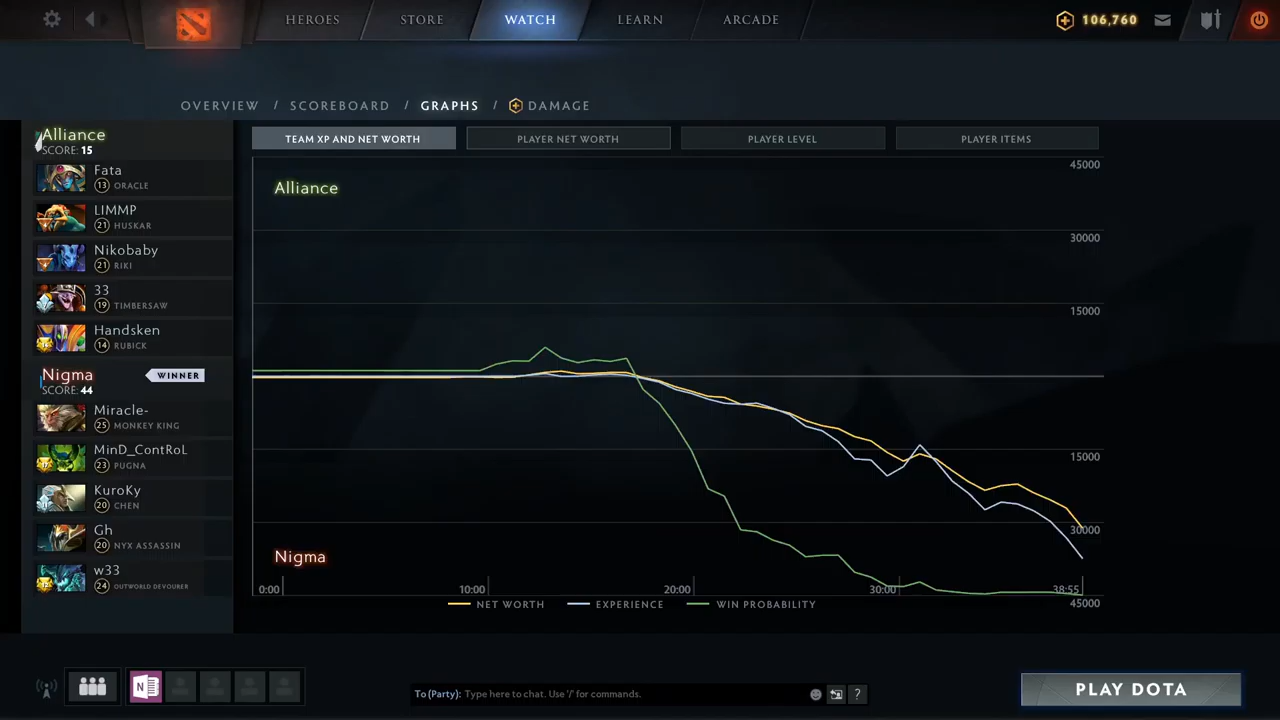 HEROES
STORE
WATCH
LEARN
ARCADE
106,760
OVERVIEW / SCOREBOARD / GRAPHS / DAMAGE
TEAM XP AND NET WORTH
PLAYER NET WORTH
PLAYER LEVEL
PLAYER ITEMS
Alliance
SCORE: 15
Fata
13 ORACLE
LIMMP
21 HUSKAR
Nikobaby
21 RIKI
33
19 TIMBERSAW
Handsken
14 RUBICK
Nigma
WINNER
SCORE: 44
Miracle-
25 MONKEY KING
MinD_ContRoL
23 PUGNA
KuroKy
20 CHEN
Gh
20 NYX ASSASSIN
w33
24 OUTWORLD DEVOURER
Alliance
45000
30000
15000
15000
30000
45000
Nigma
0:00
10:00
20:00
30:00
38:55
NET WORTH
EXPERIENCE
WIN PROBABILITY
N
To (Party): Type here to chat. Use '/' for commands.
?
PLAY DOTA